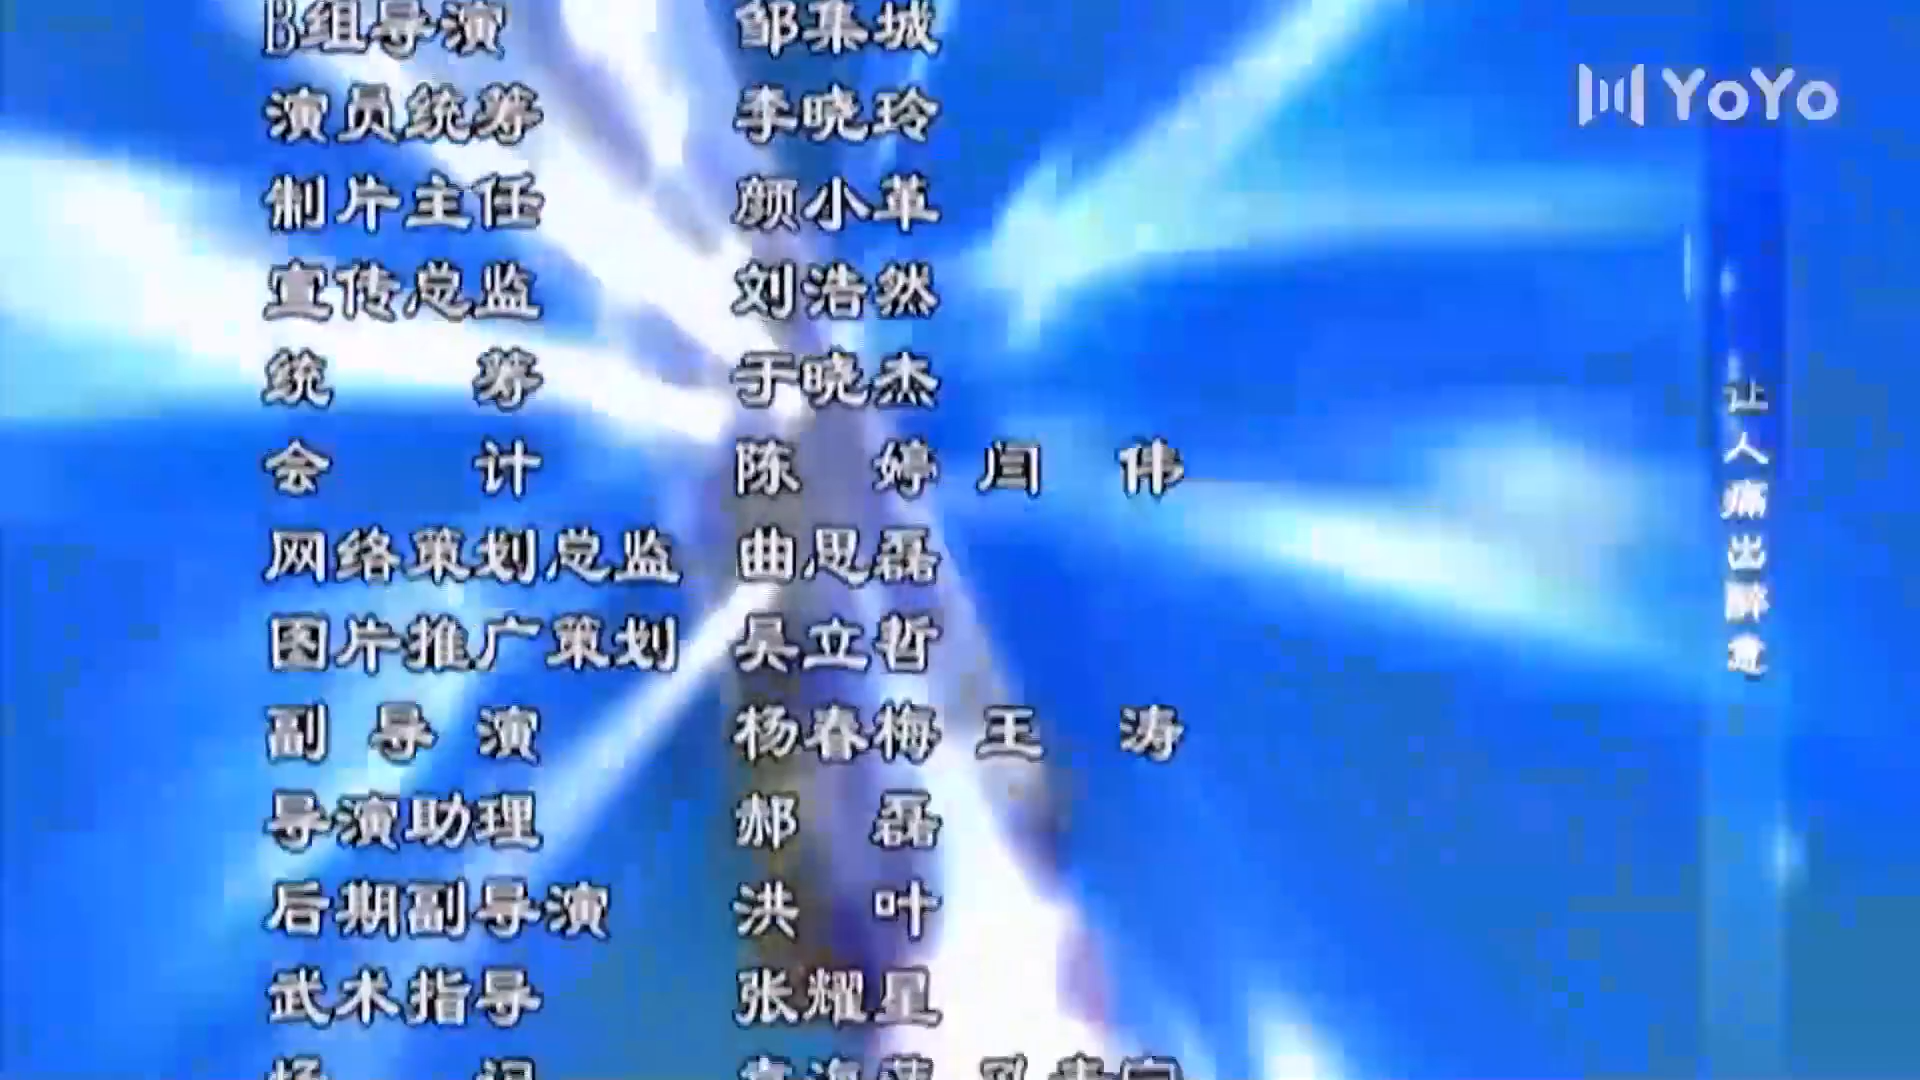 B组导演 邹集城
YoYo
演员统筹 李晓玲
制片主任 颜小革
宣传总监 刘浩然
统筹 于晓杰
会计 陈婷 闫伟
网络策划总监 曲思磊
图片推广策划 吴立哲
副导演 杨春梅 王涛
导演助理 郝磊
后期副导演 洪叶
武术指导 张耀星
让人痛出醉意